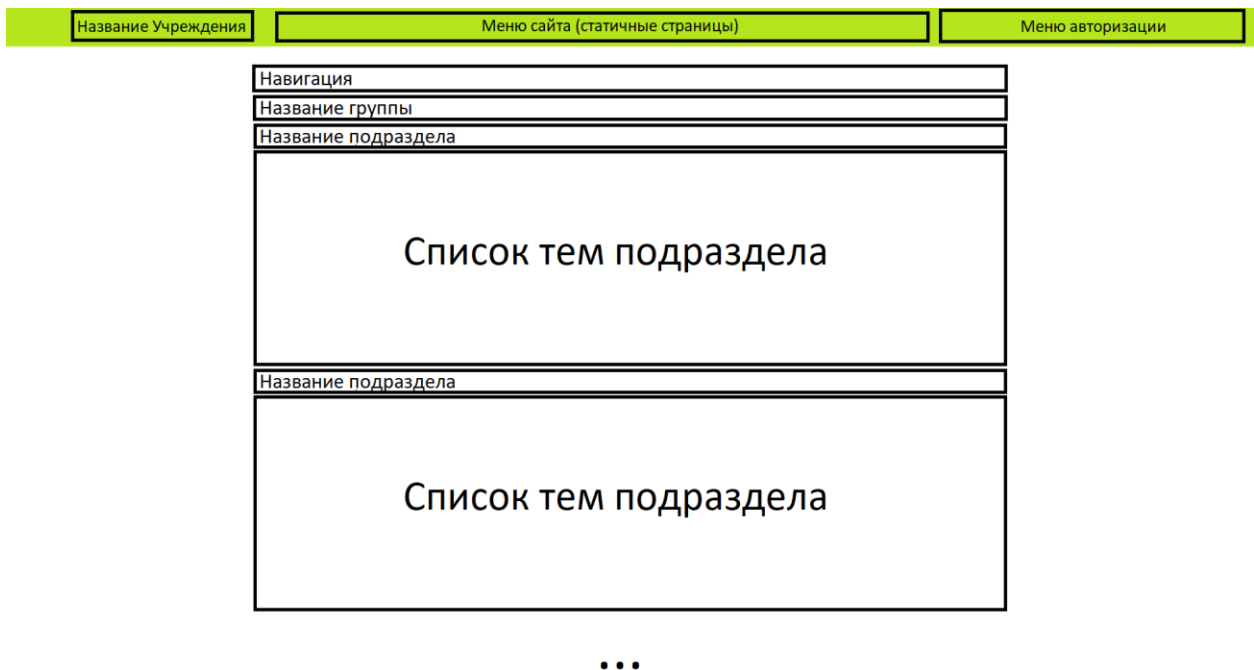 Название Учреждения
Меню сайта (статичные страницы)
Меню авторизации
Навигация
Название группы
Название подраздела
Список тем подраздела
Название подраздела
Список тем подраздела
...